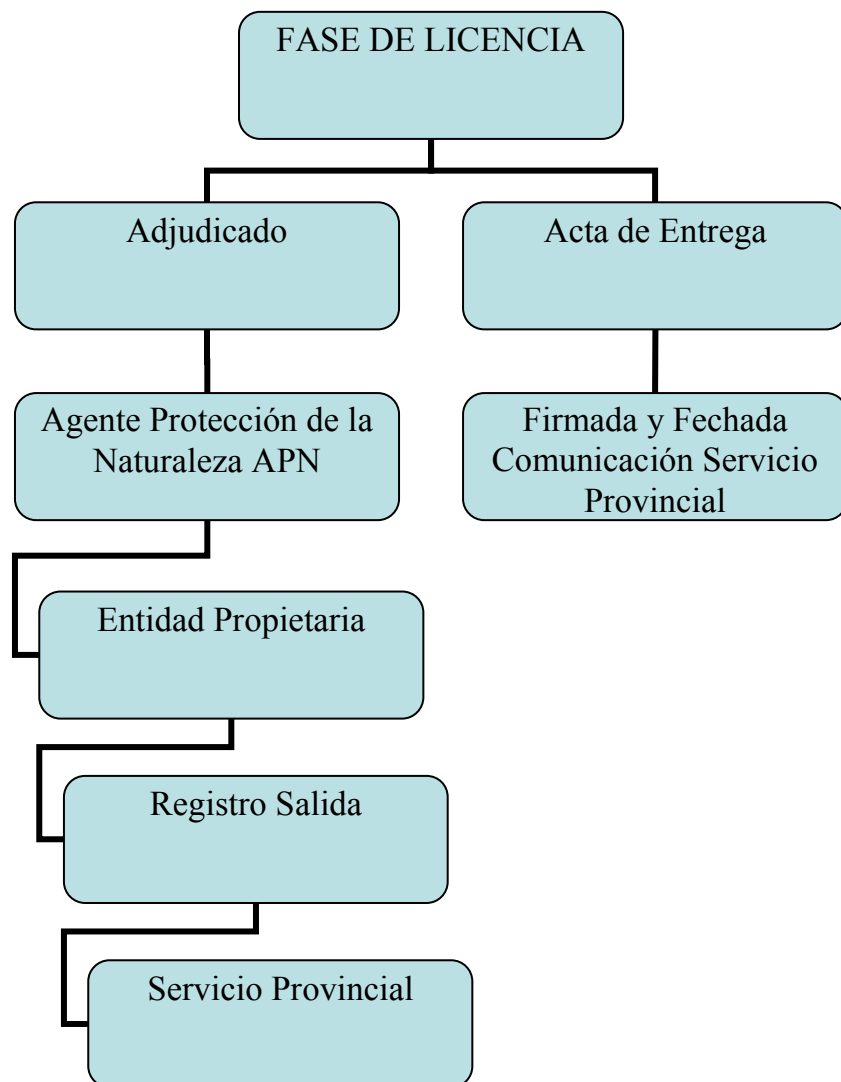 FASE DE LICENCIA
Adjudicado
Acta de Entrega
Agente Protección de la
Naturaleza APN
Firmada y Fechada
Comunicación Servicio
Provincial
Entidad Propietaria
Registro Salida
Servicio Provincial